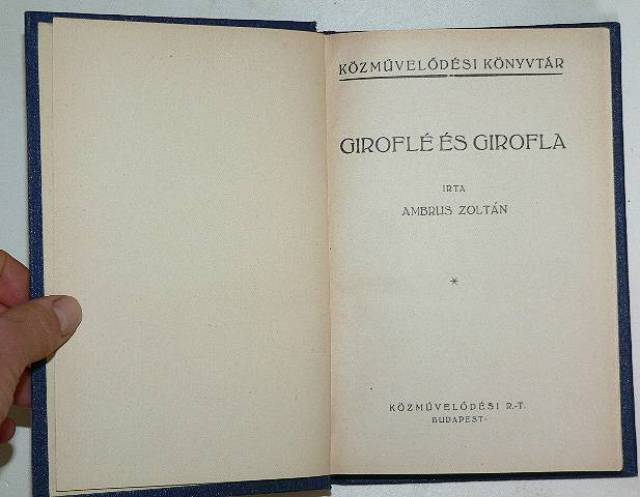 KÖZMŰVELŐDÉSI KÖNYVTÁR
GIROFLÉ ÉS GIROFLA
IRTA
AMBRUS ZOLTÁN
*
KÖZMŰVELŐDÉSI R.-T.
BUDAPEST